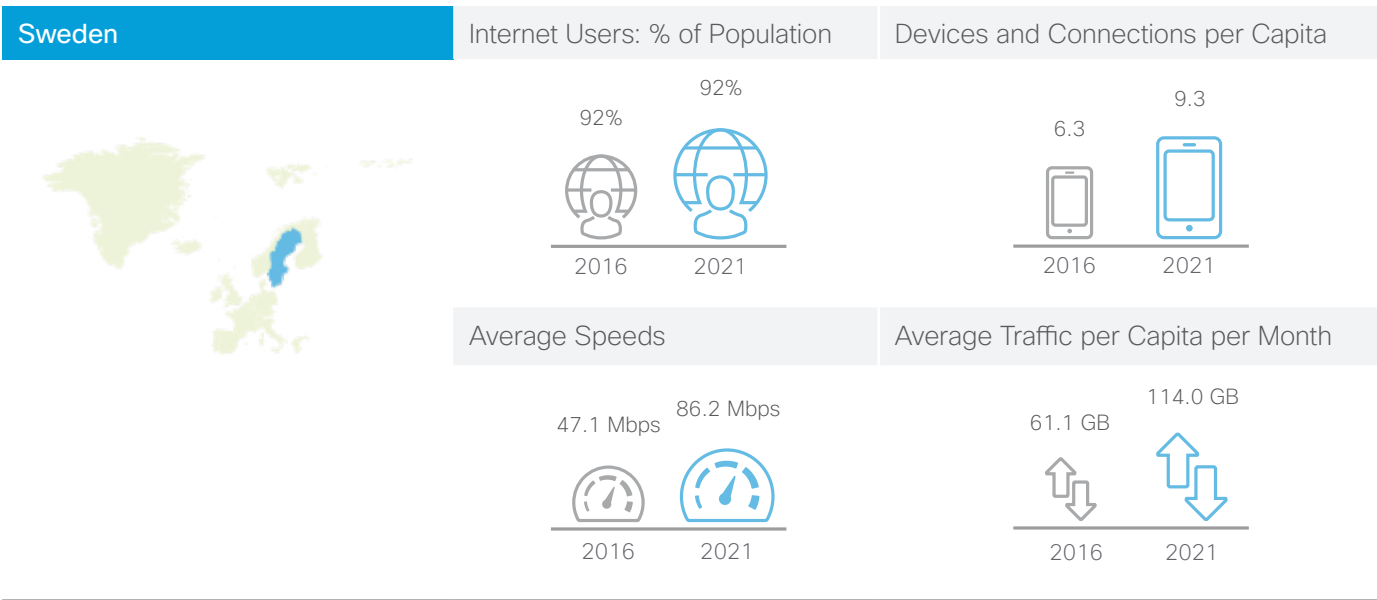 Sweden
Internet Users: % of Population
92%
92%
2016
2021
Devices and Connections per Capita
6.3
9.3
2016
2021
Average Speeds
47.1 Mbps
86.2 Mbps
2016
2021
Average Traffic per Capita per Month
61.1 GB
114.0 GB
2016
2021